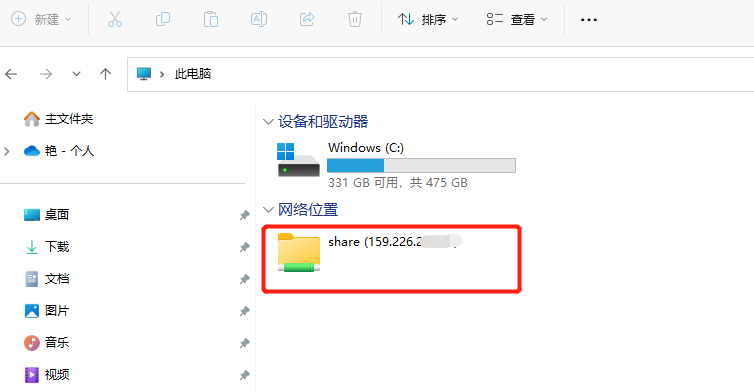 新建 排序 查看
此电脑
主文件夹
艳 - 个人
桌面
下载
文档
图片
音乐
视频
设备和驱动器
Windows (C:)
331 GB 可用，共 475 GB
网络位置
share (159.226.2